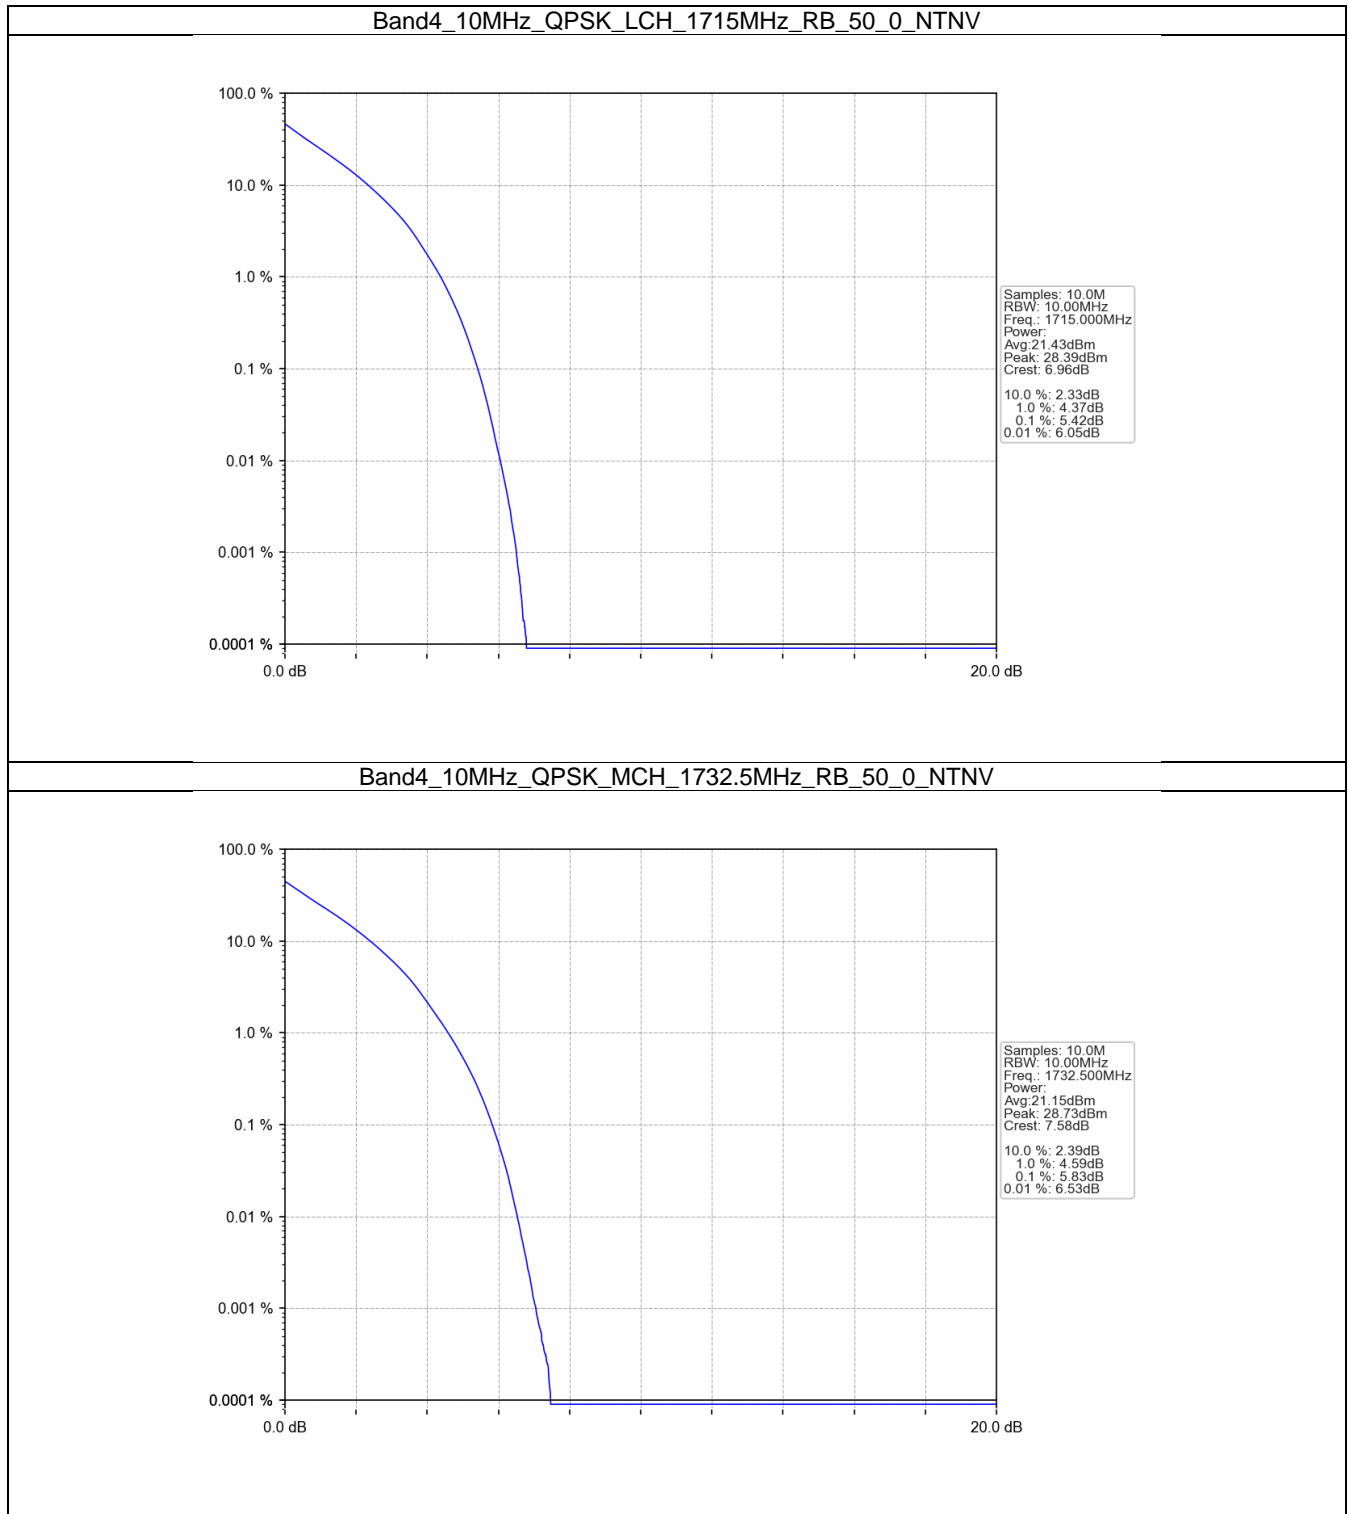 Band4_10MHz_QPSK_LCH_1715MHz_RB_50_0_NTNV
100.0 %
10.0 %
1.0 %
0.1 %
0.01 %
0.001 %
0.0001 %
0.0 dB
20.0 dB
Samples: 10.0M
RBW: 10.00MHz
Freq.: 1715.000MHz
Power:
Avg:21.43dBm
Peak: 28.39dBm
Crest: 6.96dB
10.0 %: 2.33dB
1.0 %: 4.37dB
0.1 %: 5.42dB
0.01 %: 6.05dB
Band4_10MHz_QPSK_MCH_1732.5MHz_RB_50_0_NTNV
100.0 %
10.0 %
1.0 %
0.1 %
0.01 %
0.001 %
0.0001 %
0.0 dB
20.0 dB
Samples: 10.0M
RBW: 10.00MHz
Freq.: 1732.500MHz
Power:
Avg:21.15dBm
Peak: 28.73dBm
Crest: 7.58dB
10.0 %: 2.39dB
1.0 %: 4.59dB
0.1 %: 5.83dB
0.01 %: 6.53dB